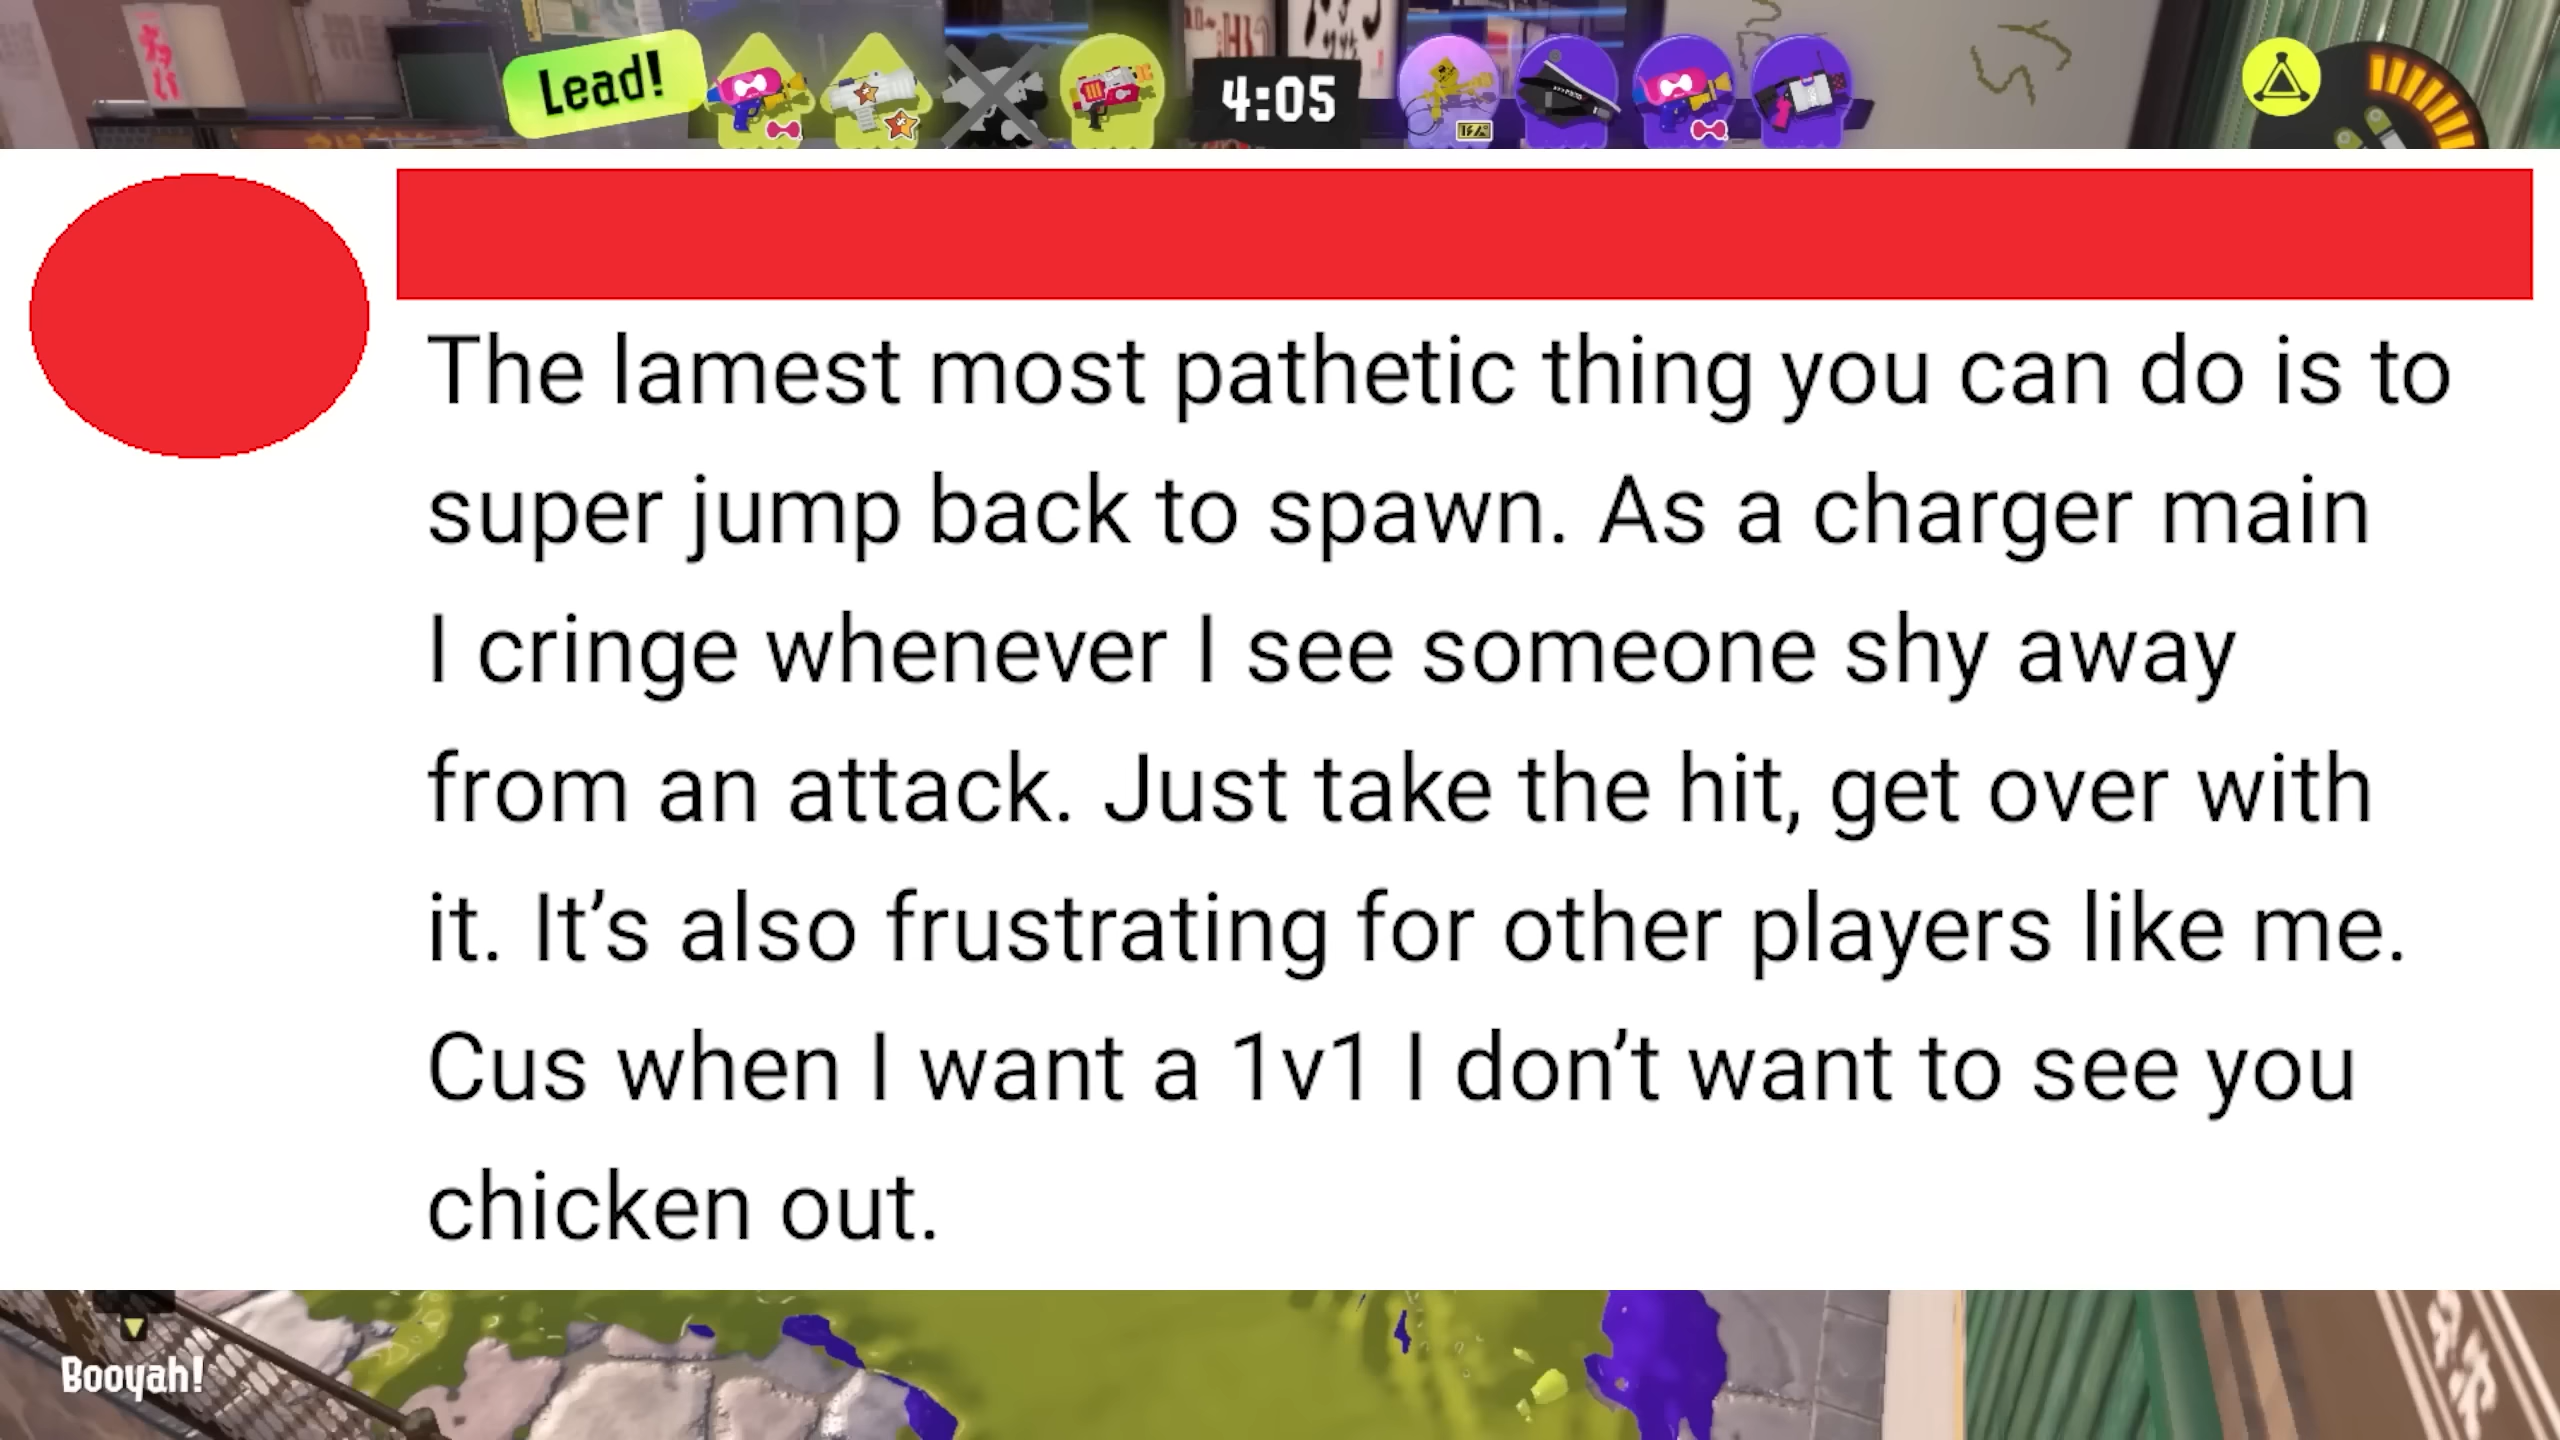 Lead!
4:05
The lamest most pathetic thing you can do is to
super jump back to spawn. As a charger main
I cringe whenever I see someone shy away
from an attack. Just take the hit, get over with
it. It’s also frustrating for other players like me.
Cus when I want a 1v1 I don’t want to see you
chicken out.
Booyah!